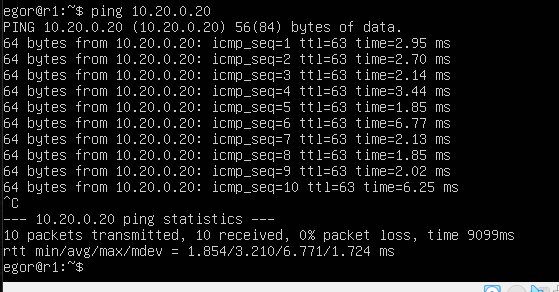 egor@r1:~$ ping 10.20.0.20
PING 10.20.0.20 (10.20.0.20) 56(84) bytes of data.
64 bytes from 10.20.0.20: icmp_seq=1 ttl=63 time=2.95 ms
64 bytes from 10.20.0.20: icmp_seq=2 ttl=63 time=2.70 ms
64 bytes from 10.20.0.20: icmp_seq=3 ttl=63 time=2.14 ms
64 bytes from 10.20.0.20: icmp_seq=4 ttl=63 time=3.44 ms
64 bytes from 10.20.0.20: icmp_seq=5 ttl=63 time=1.85 ms
64 bytes from 10.20.0.20: icmp_seq=6 ttl=63 time=6.77 ms
64 bytes from 10.20.0.20: icmp_seq=7 ttl=63 time=2.13 ms
64 bytes from 10.20.0.20: icmp_seq=8 ttl=63 time=1.85 ms
64 bytes from 10.20.0.20: icmp_seq=9 ttl=63 time=2.02 ms
64 bytes from 10.20.0.20: icmp_seq=10 ttl=63 time=6.25 ms
^C
--- 10.20.0.20 ping statistics ---
10 packets transmitted, 10 received, 0% packet loss, time 9099ms
rtt min/avg/max/mdev = 1.854/3.210/6.771/1.724 ms
egor@r1:~$